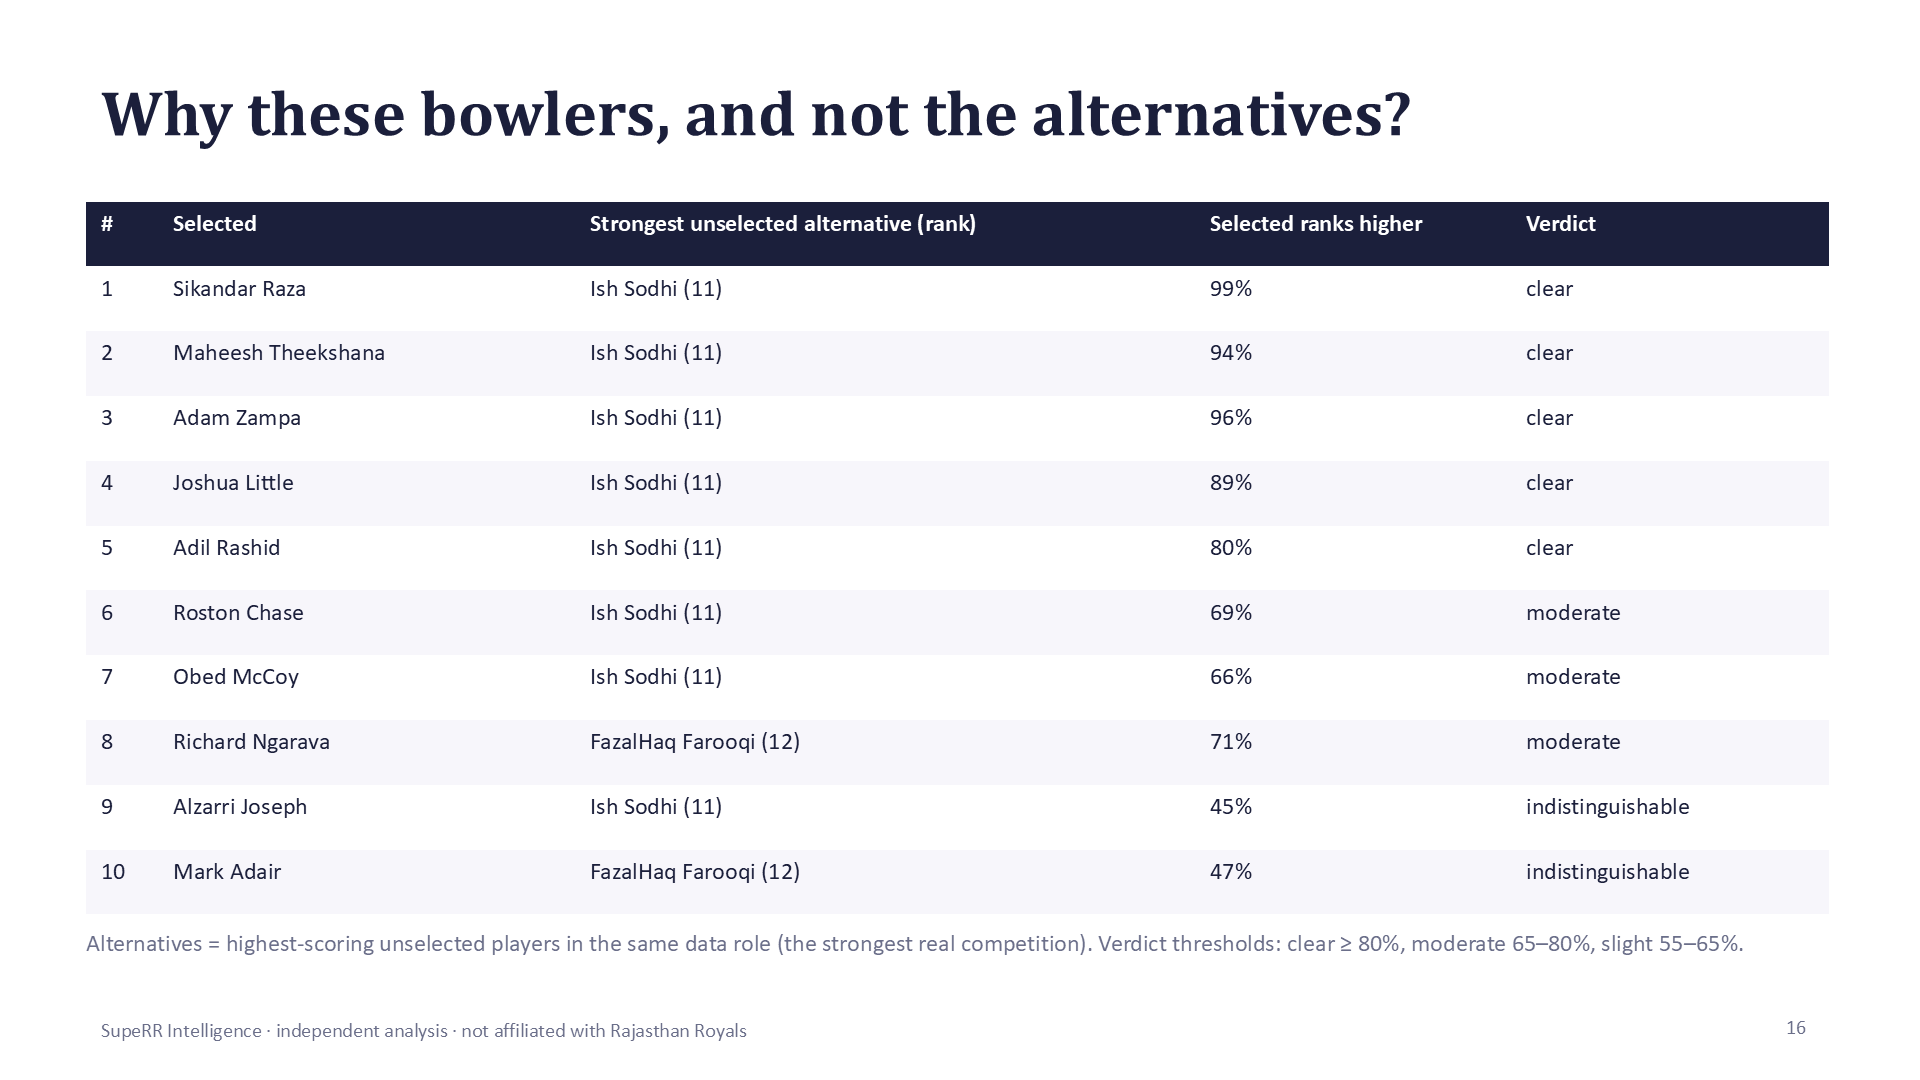 Why these bowlers, and not the alternatives?
# Selected Strongest unselected alternative (rank) Selected ranks higher Verdict
1 Sikandar Raza Ish Sodhi (11) 99% clear
2 Maheesh Theekshana Ish Sodhi (11) 94% clear
3 Adam Zampa Ish Sodhi (11) 96% clear
4 Joshua Little Ish Sodhi (11) 89% clear
5 Adil Rashid Ish Sodhi (11) 80% clear
6 Roston Chase Ish Sodhi (11) 69% moderate
7 Obed McCoy Ish Sodhi (11) 66% moderate
8 Richard Ngarava FazalHaq Farooqi (12) 71% moderate
9 Alzarri Joseph Ish Sodhi (11) 45% indistinguishable
10 Mark Adair FazalHaq Farooqi (12) 47% indistinguishable
Alternatives = highest-scoring unselected players in the same data role (the strongest real competition). Verdict thresholds: clear ≥ 80%, moderate 65–80%, slight 55–65%.
SupeRR Intelligence · independent analysis · not affiliated with Rajasthan Royals
16